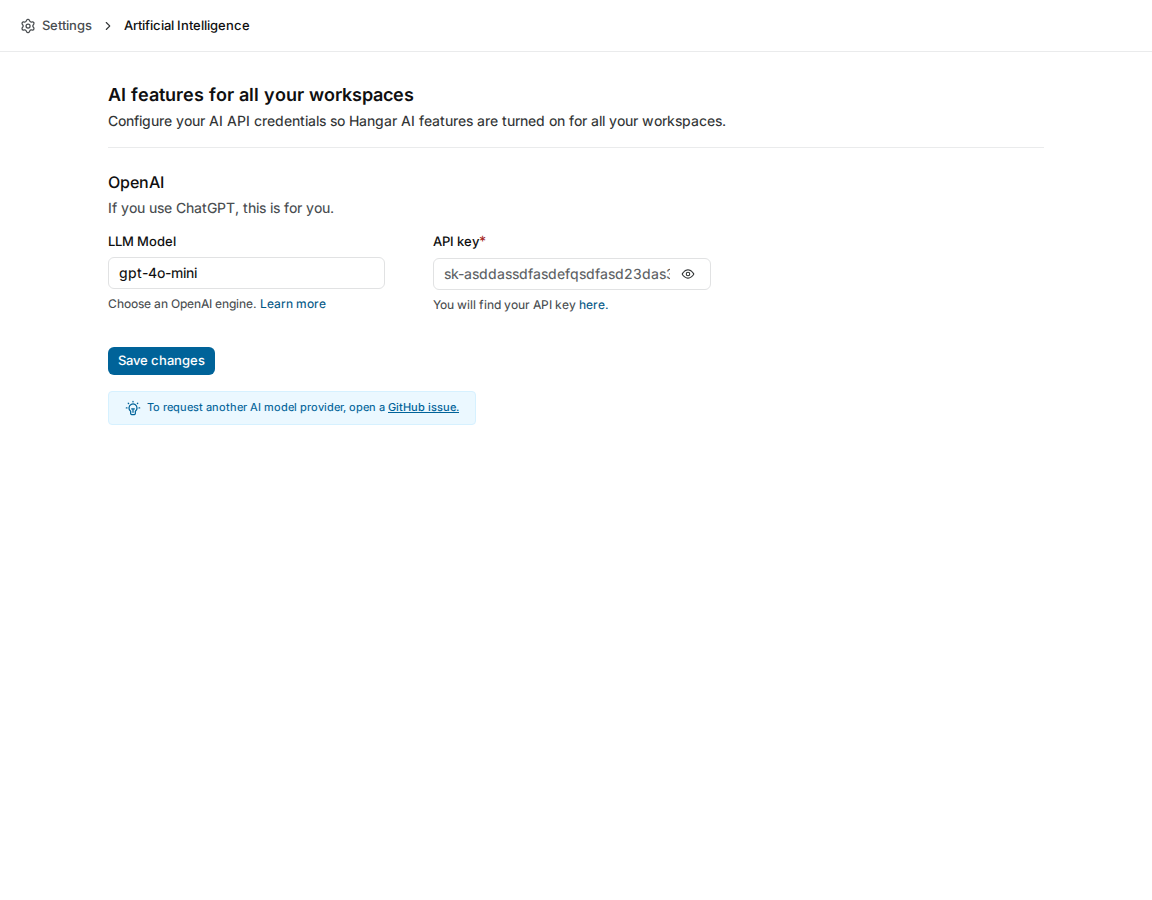 Settings > Artificial Intelligence
AI features for all your workspaces
Configure your AI API credentials so Hangar AI features are turned on for all your workspaces.
OpenAI
If you use ChatGPT, this is for you.
LLM Model
gpt-4o-mini
Choose an OpenAI engine. Learn more
API key*
sk-asddassdfasdefqsdfasd23das
You will find your API key here.
Save changes
To request another AI model provider, open a GitHub issue.